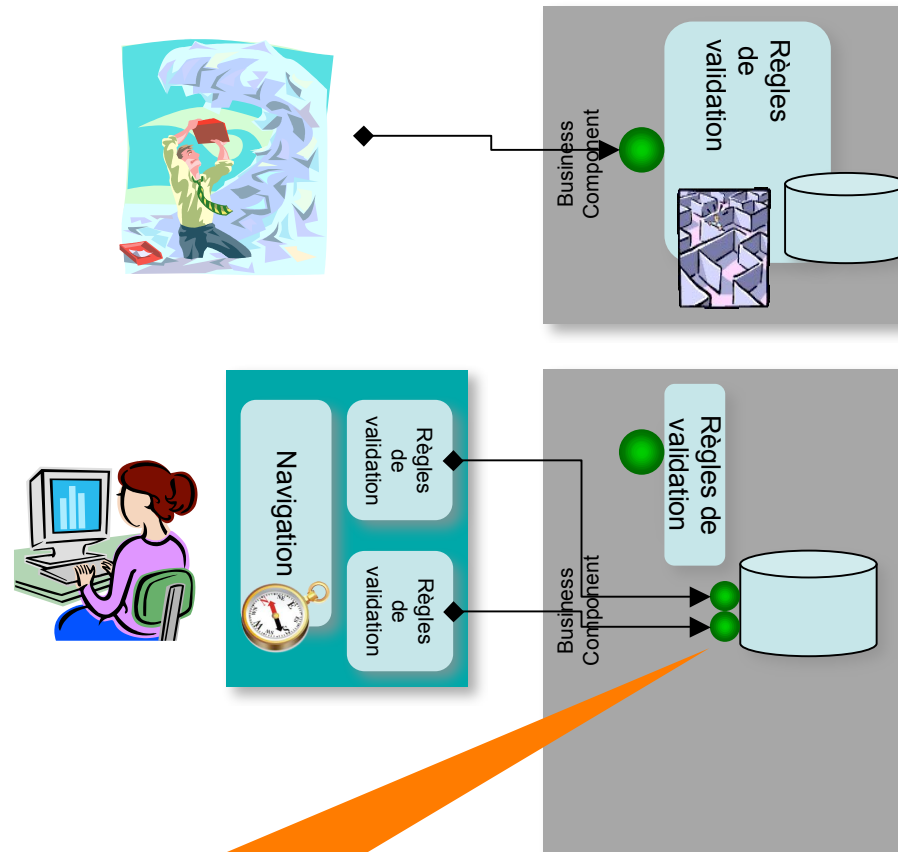 Règles
de
validation
Business
Component
Navigation
Règles
de
validation
Règles
de
validation
Règles de
validation
Business
Component